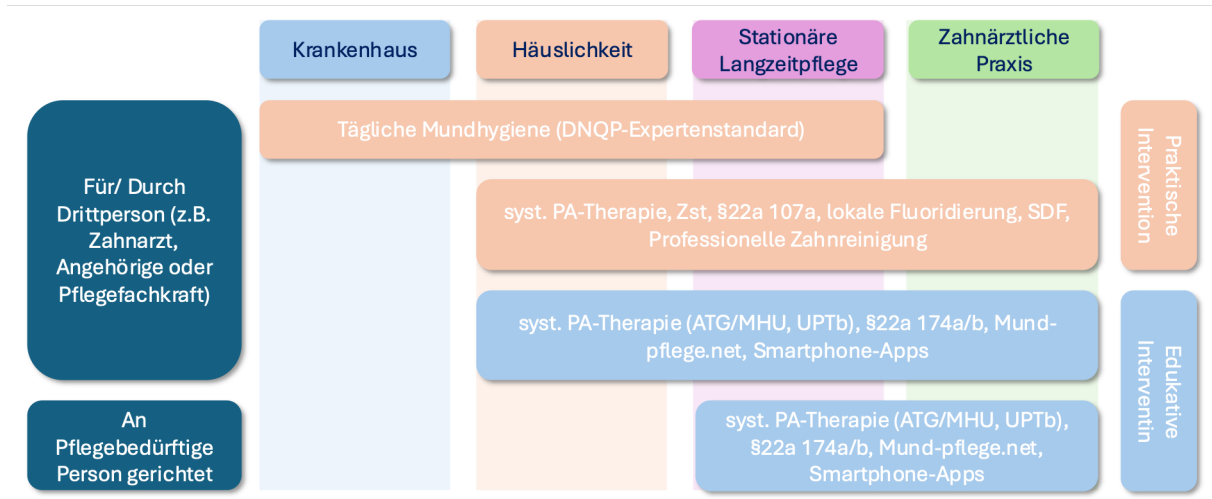 Krankenhaus
Häuslichkeit
Stationäre
Langzeitpflege
Zahnärztliche
Praxis
Für/ Durch
Drittperson (z.B.
Zahnarzt,
Angehörige oder
Pflegefachkraft)
Tägliche Mundhygiene (DNQP-Expertenstandard)
syst. PA-Therapie, Zst, §22a 107a, lokale Fluoridierung, SDF,
Professionelle Zahnreinigung
Praktische
Intervention
syst. PA-Therapie (ATG/MHU, UPTb), §22a 174a/b, Mund-
pflege.net, Smartphone-Apps
An
Pflegebedürftige
Person gerichtet
syst. PA-Therapie (ATG/MHU, UPTb),
§22a 174a/b, Mund-pflege.net,
Smartphone-Apps
Edukative
Interventin